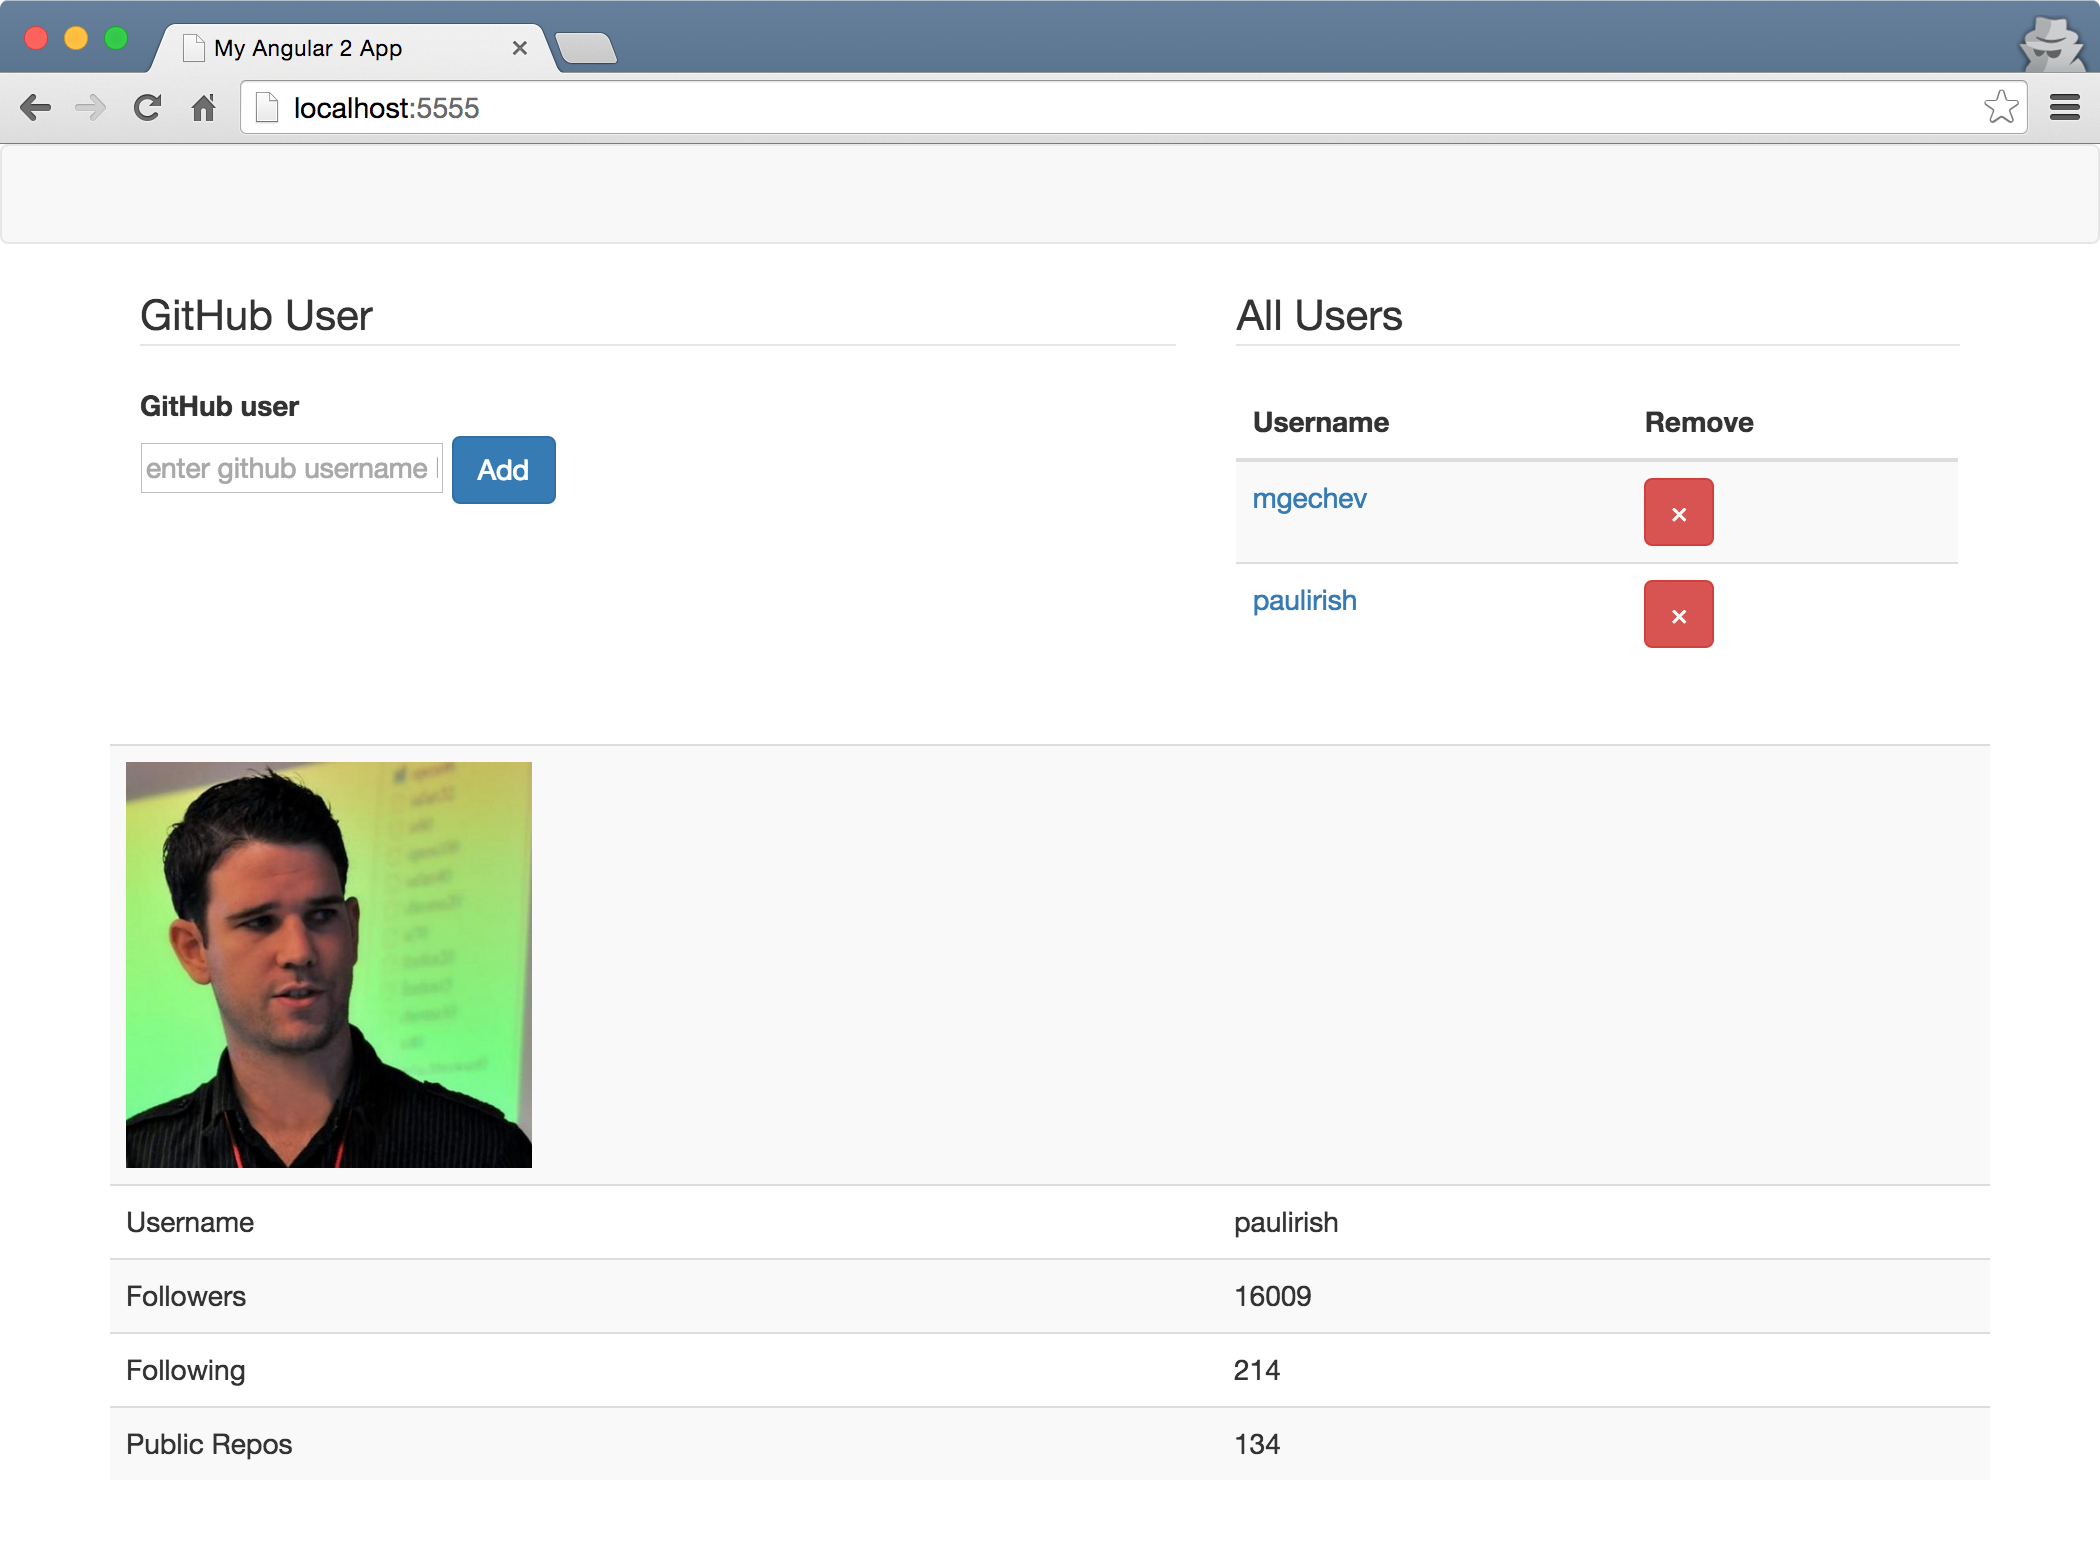 My Angular 2 App
localhost:5555
GitHub User
GitHub user
enter github username
Add
All Users
Username Remove
mgechev ×
paulirish ×
Username paulirish
Followers 16009
Following 214
Public Repos 134